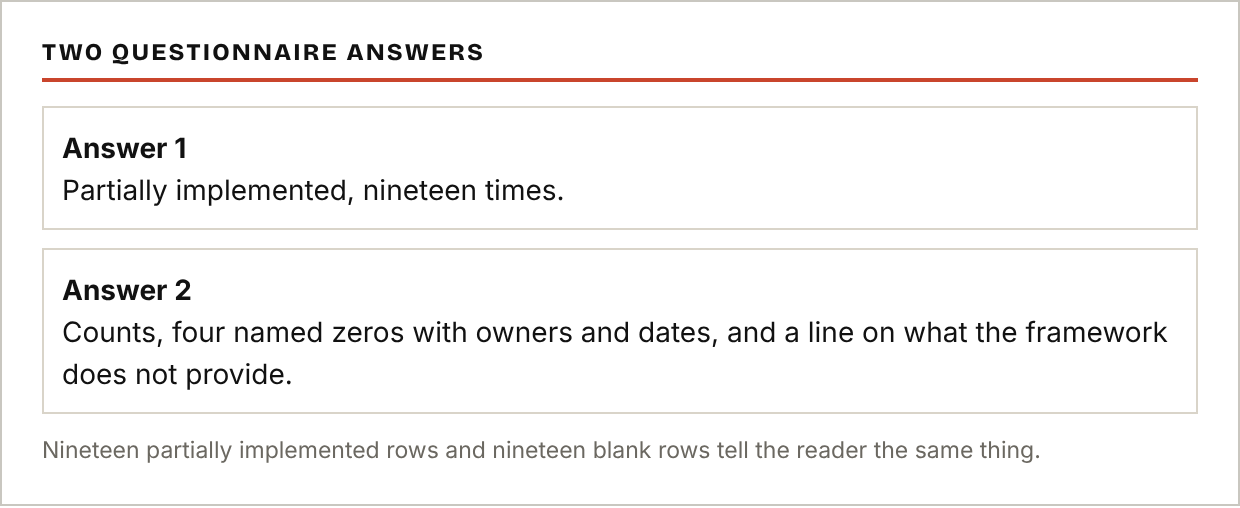 TWO QUESTIONNAIRE ANSWERS
Answer 1
Partially implemented, nineteen times.
Answer 2
Counts, four named zeros with owners and dates, and a line on what the framework
does not provide.
Nineteen partially implemented rows and nineteen blank rows tell the reader the same thing.